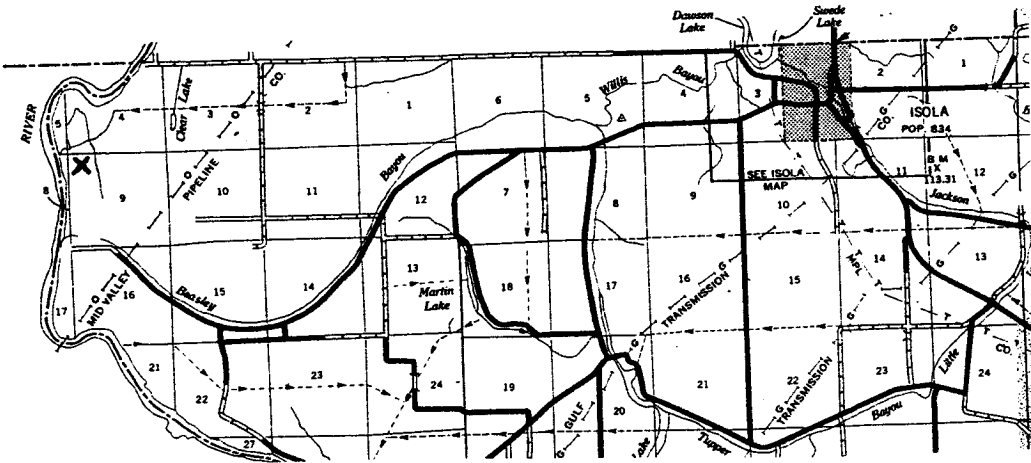 Dawson
Lake
Swede
Lake
RIVER
5
4
Clear Lake
3
O
CO.
2
1
6
5
Willis
Bayou
4
3
T
G
2
1
ISOLA
POP. 834
CO.
G
8
9
PIPELINE
O
10
11
Bayou
12
7
8
9
SEE ISOLA
MAP
10
11
B M
X
113.31
12
G
Jackson
17
16
MID VALLEY
O
O
15
Beasley
14
13
Martin
Lake
18
17
16
G
TRANSMISSION
G
15
T
MPL
T
14
G
13
21
22
27
23
24
19
GULF
G
G
20
Lake
Tupper
21
22
G
TRANSMISSION
G
Bayou
23
Little
T
CO.
24